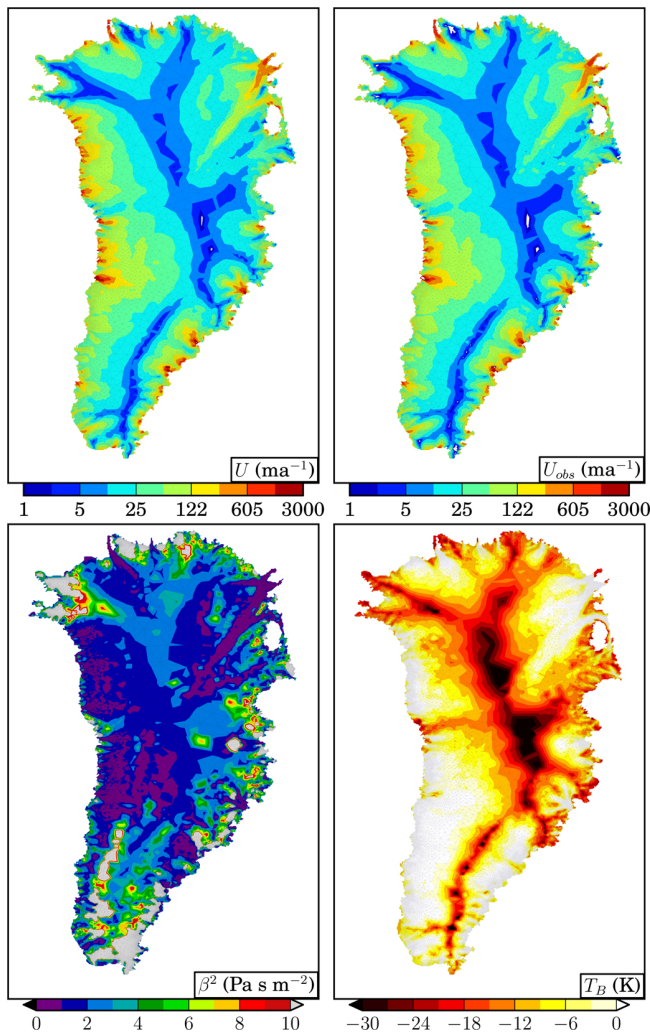 U (ma⁻¹)
1 5 25 122 605 3000
U_obs (ma⁻¹)
1 5 25 122 605 3000
β² (Pa s m⁻²)
0 2 4 6 8 10
T_B (K)
−30 −24 −18 −12 −6 0